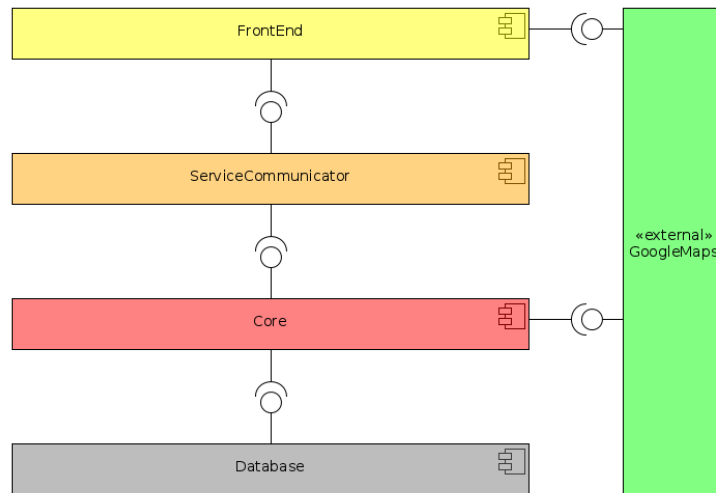 FrontEnd
ServiceCommunicator
«external»
GoogleMaps
Core
Database